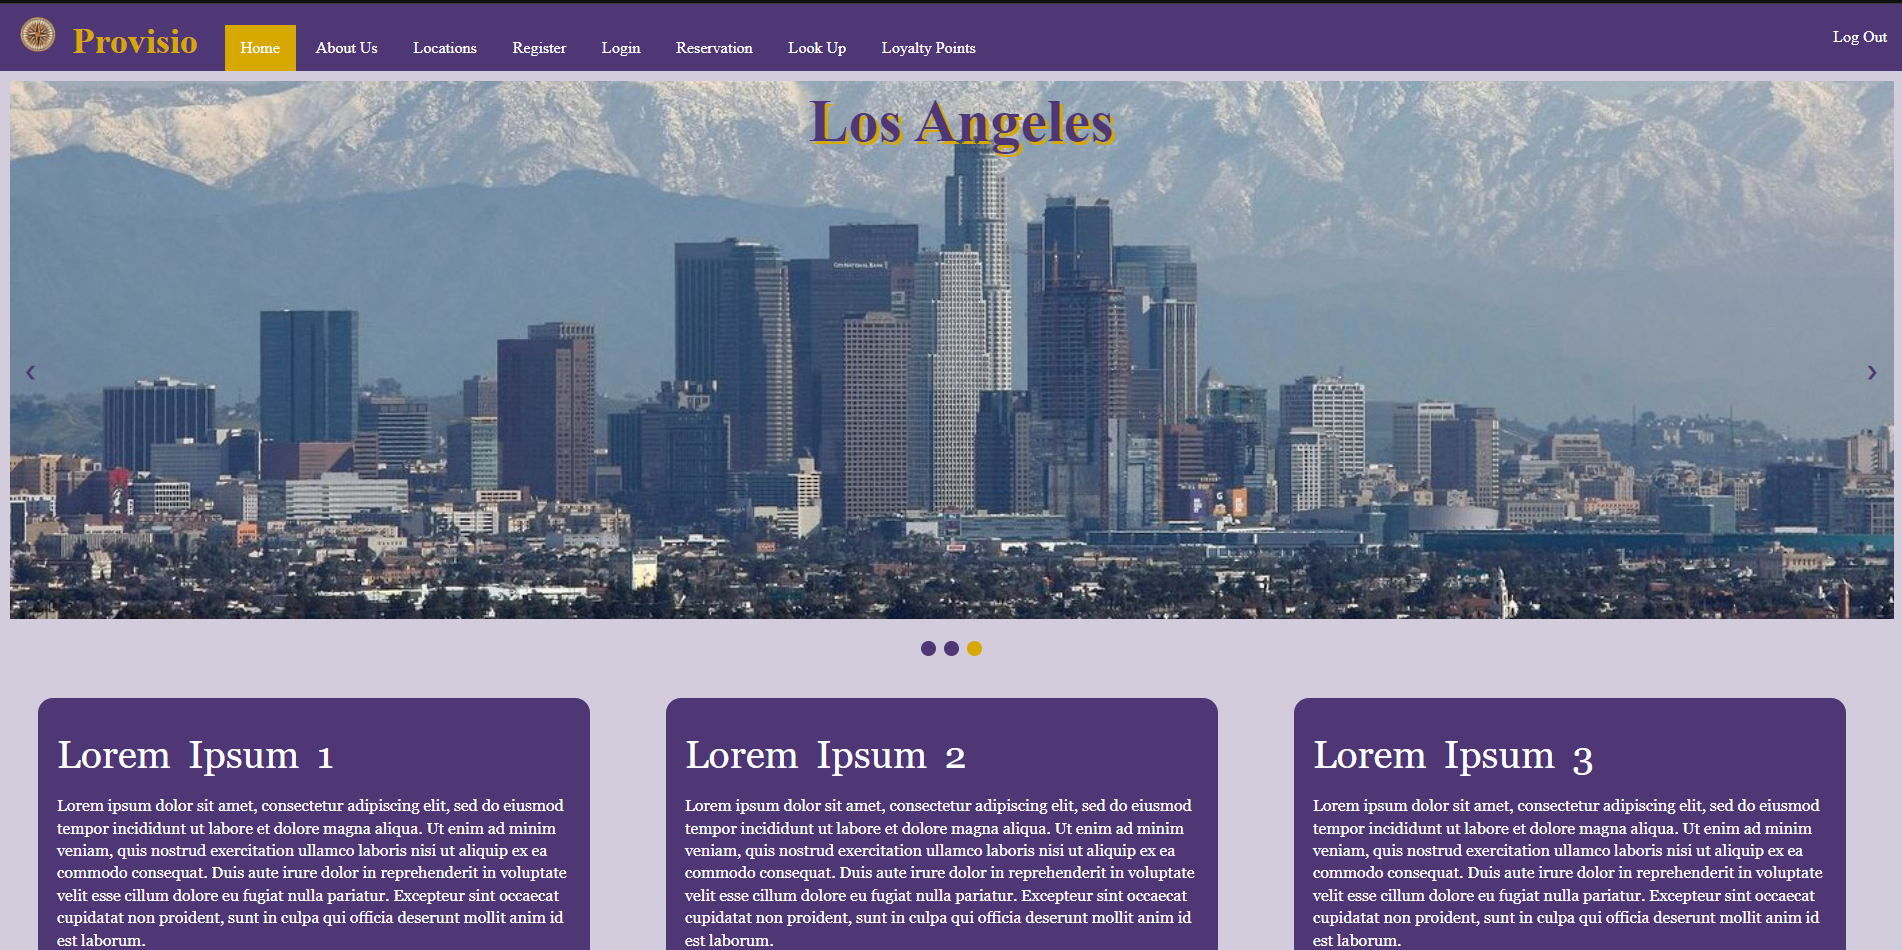 Provisio Home About Us Locations Register Login Reservation Look Up Loyalty Points Log Out
Los Angeles
City National Bank
‹ ›
Lorem Ipsum 1
Lorem ipsum dolor sit amet, consectetur adipiscing elit, sed do eiusmod
tempor incididunt ut labore et dolore magna aliqua. Ut enim ad minim
veniam, quis nostrud exercitation ullamco laboris nisi ut aliquip ex ea
commodo consequat. Duis aute irure dolor in reprehenderit in voluptate
velit esse cillum dolore eu fugiat nulla pariatur. Excepteur sint occaecat
cupidatat non proident, sunt in culpa qui officia deserunt mollit anim id
est laborum.
Lorem Ipsum 2
Lorem ipsum dolor sit amet, consectetur adipiscing elit, sed do eiusmod
tempor incididunt ut labore et dolore magna aliqua. Ut enim ad minim
veniam, quis nostrud exercitation ullamco laboris nisi ut aliquip ex ea
commodo consequat. Duis aute irure dolor in reprehenderit in voluptate
velit esse cillum dolore eu fugiat nulla pariatur. Excepteur sint occaecat
cupidatat non proident, sunt in culpa qui officia deserunt mollit anim id
est laborum.
Lorem Ipsum 3
Lorem ipsum dolor sit amet, consectetur adipiscing elit, sed do eiusmod
tempor incididunt ut labore et dolore magna aliqua. Ut enim ad minim
veniam, quis nostrud exercitation ullamco laboris nisi ut aliquip ex ea
commodo consequat. Duis aute irure dolor in reprehenderit in voluptate
velit esse cillum dolore eu fugiat nulla pariatur. Excepteur sint occaecat
cupidatat non proident, sunt in culpa qui officia deserunt mollit anim id
est laborum.